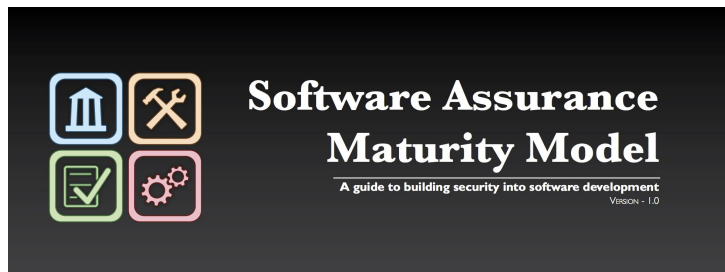 Software Assurance
Maturity Model
A guide to building security into software development
Version - 1.0